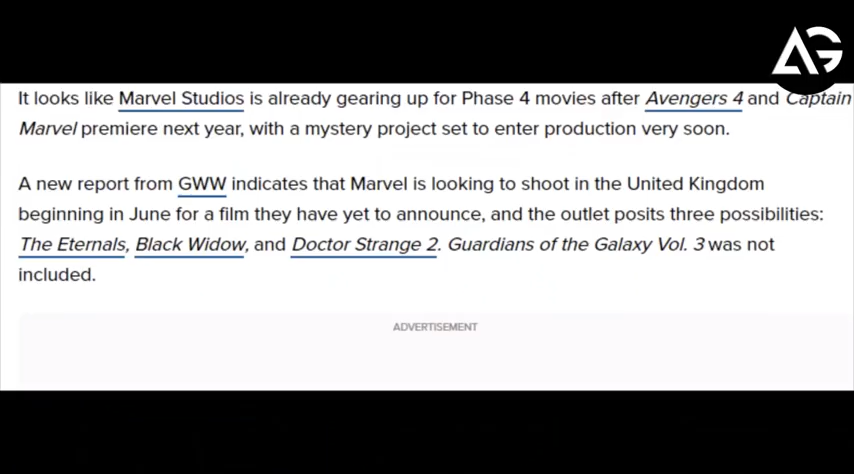 AG
It looks like Marvel Studios is already gearing up for Phase 4 movies after Avengers 4 and Captain
Marvel premiere next year, with a mystery project set to enter production very soon.
A new report from GWW indicates that Marvel is looking to shoot in the United Kingdom
beginning in June for a film they have yet to announce, and the outlet posits three possibilities:
The Eternals, Black Widow, and Doctor Strange 2. Guardians of the Galaxy Vol. 3 was not
included.
ADVERTISEMENT